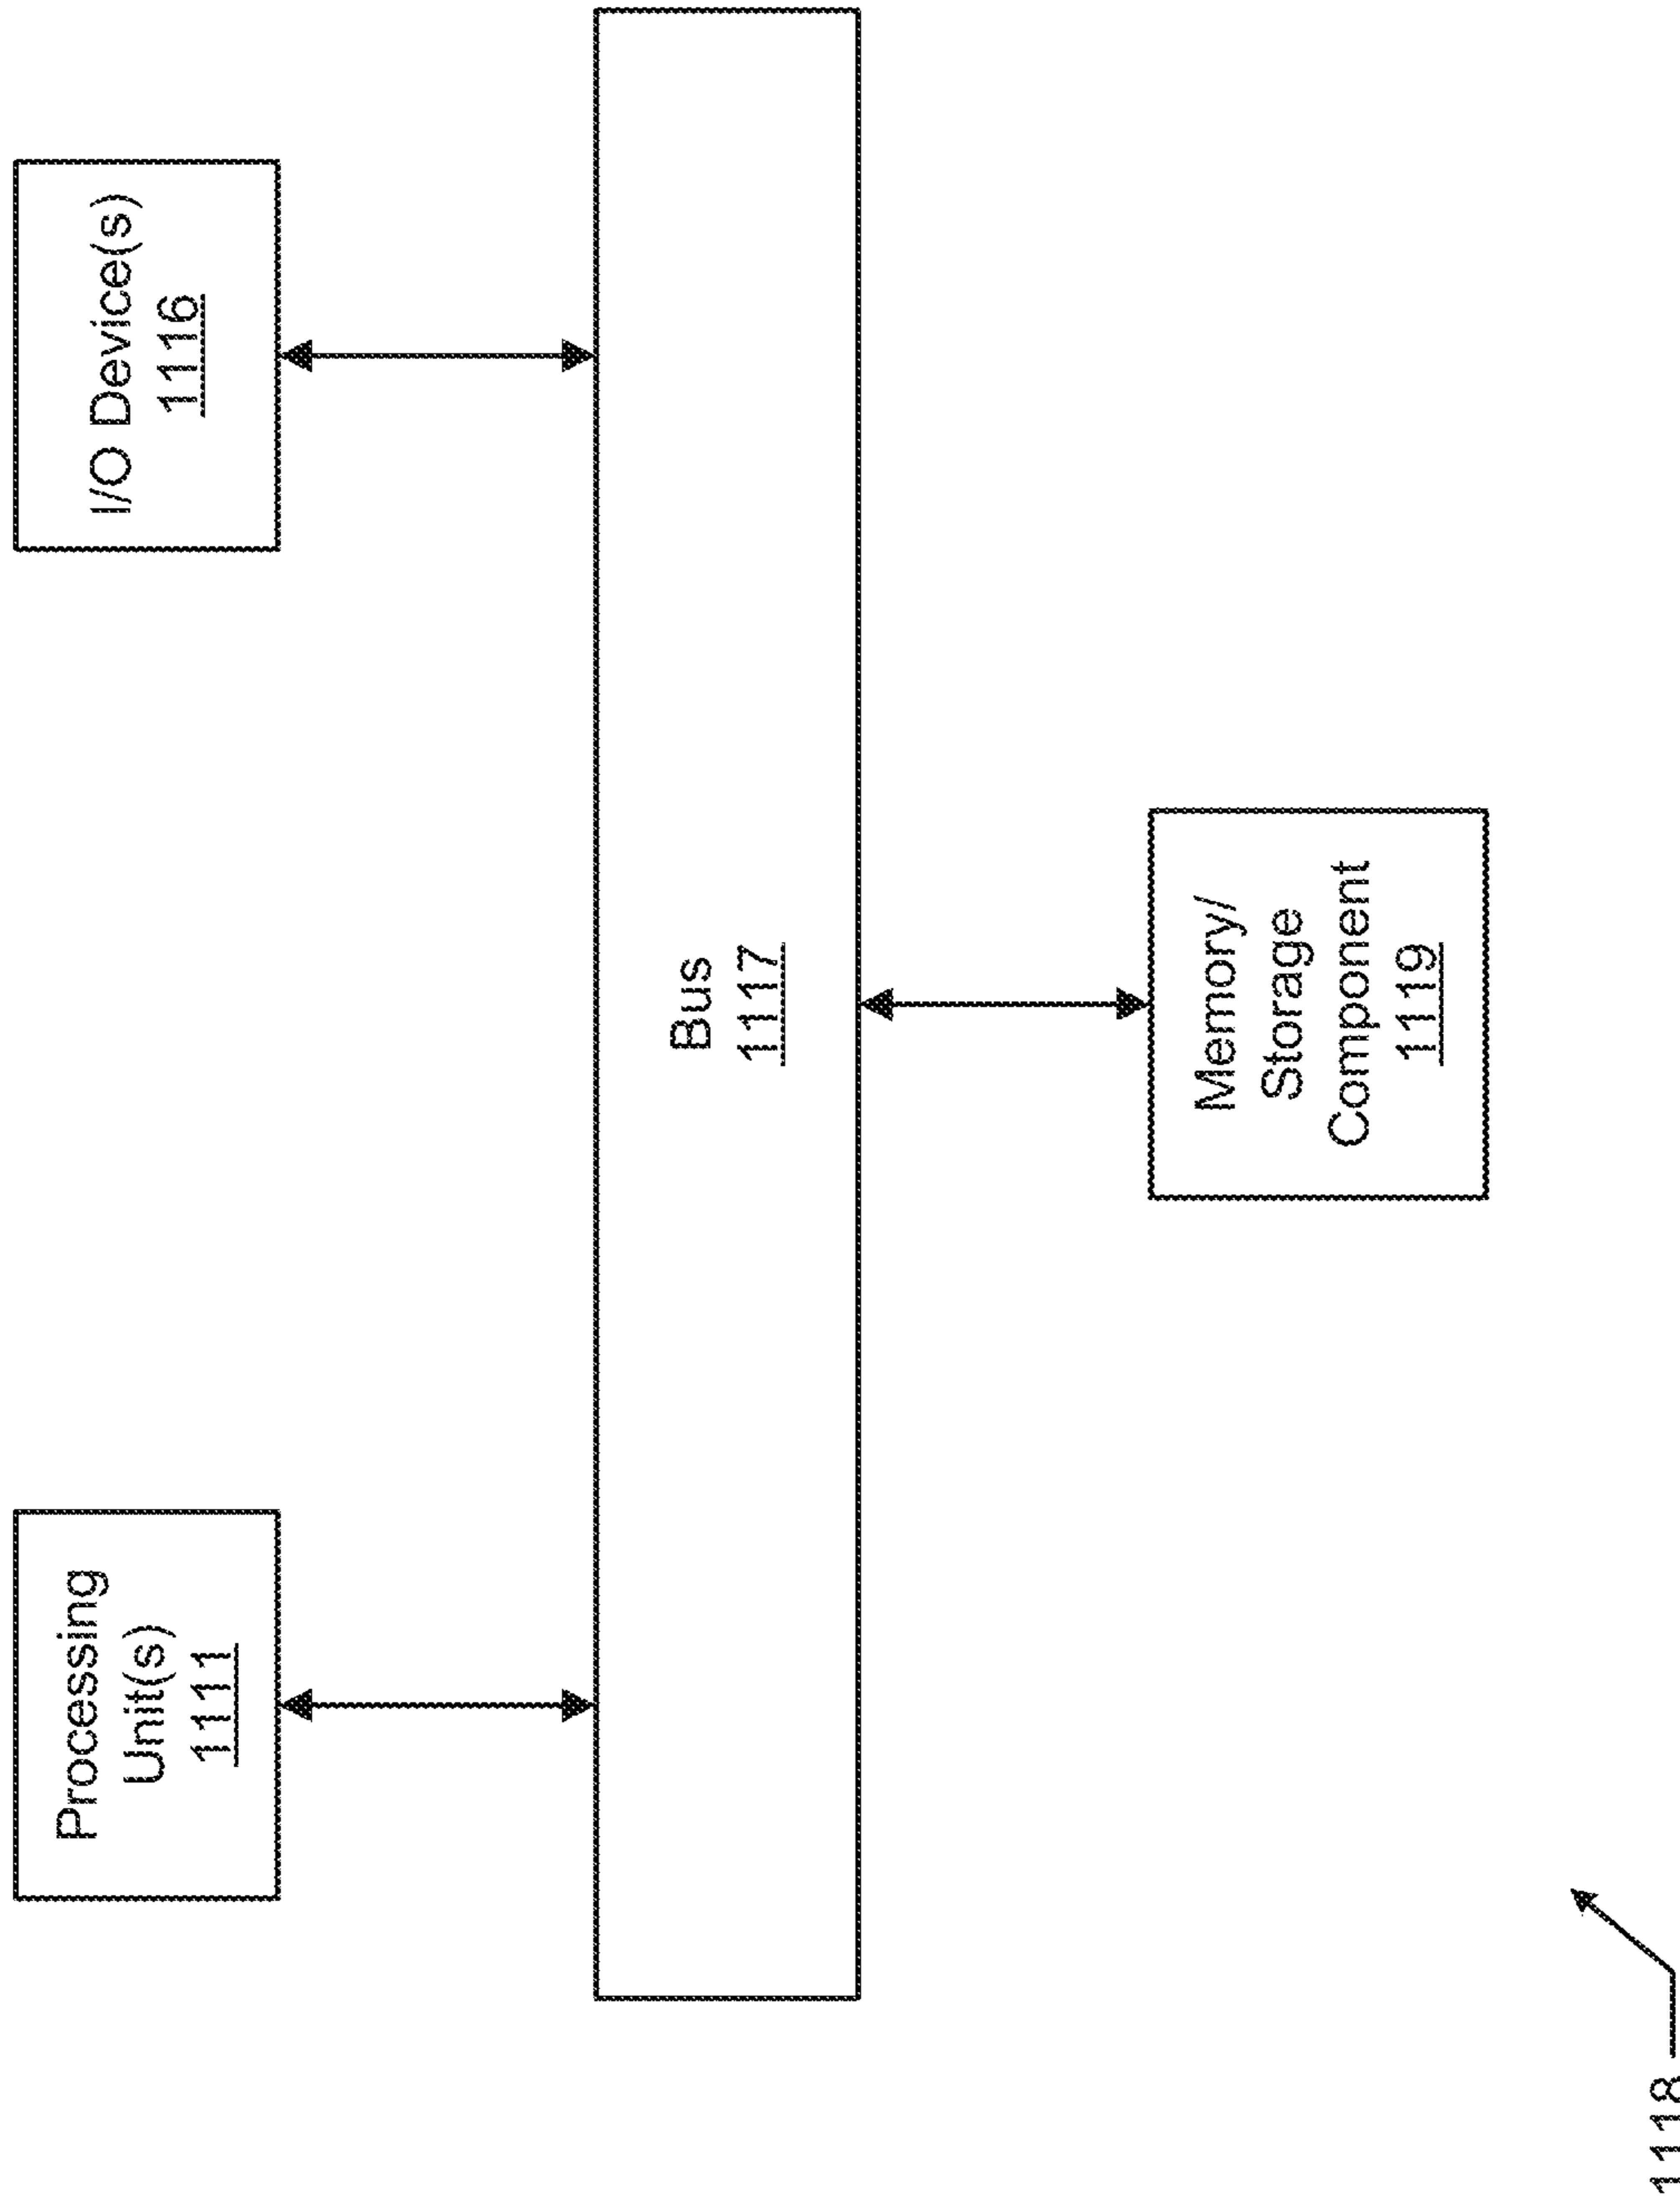 Processing
Unit(s)
1111
I/O Device(s)
1116
Bus
1117
Memory/
Storage
Component
1119
1118